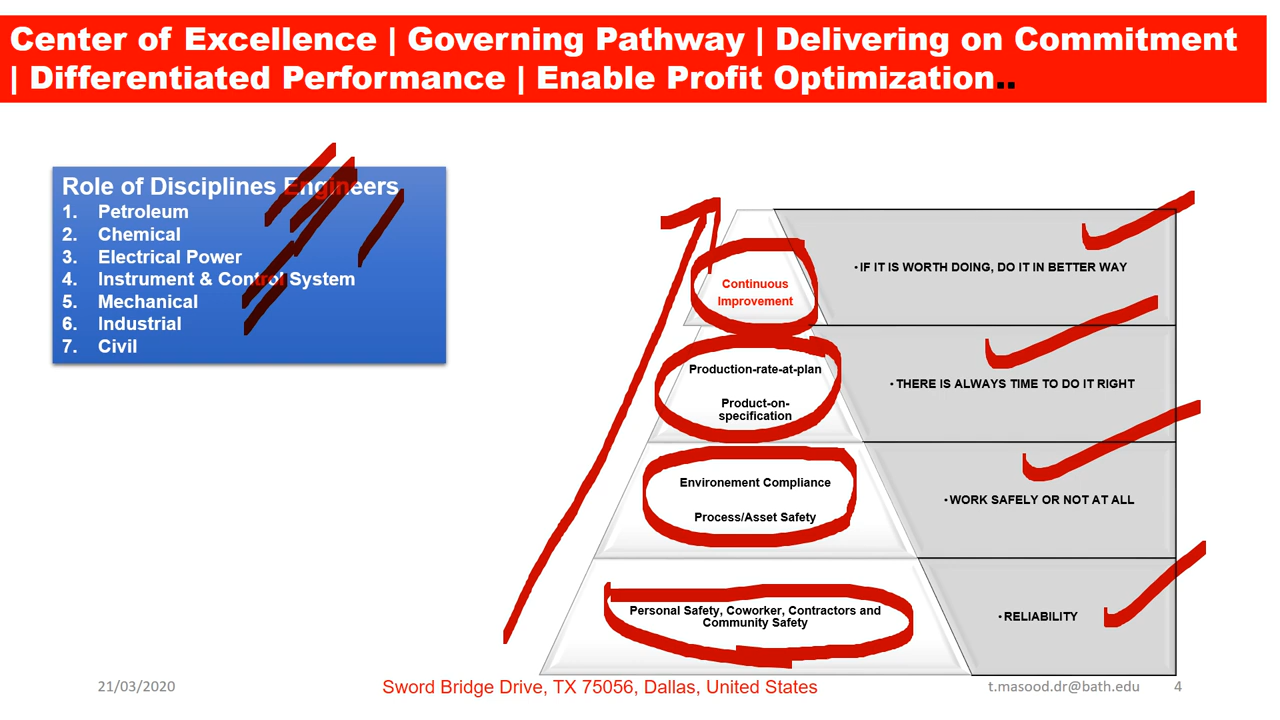 Center of Excellence | Governing Pathway | Delivering on Commitment
| Differentiated Performance | Enable Profit Optimization..
Role of Disciplines Engineers
1. Petroleum
2. Chemical
3. Electrical Power
4. Instrument & Control System
5. Mechanical
6. Industrial
7. Civil
Continuous
Improvement
• IF IT IS WORTH DOING, DO IT IN BETTER WAY
Production-rate-at-plan
Product-on-
specification
• THERE IS ALWAYS TIME TO DO IT RIGHT
Environement Compliance
Process/Asset Safety
• WORK SAFELY OR NOT AT ALL
Personal Safety, Coworker, Contractors and
Community Safety
• RELIABILITY
21/03/2020
Sword Bridge Drive, TX 75056, Dallas, United States
t.masood.dr@bath.edu
4